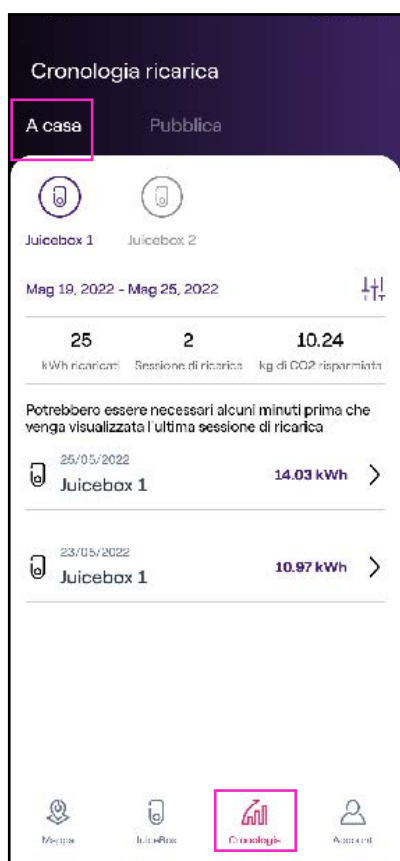 Cronologia ricarica
A casa Pubblica
Juicebox 1 Juicebox 2
Mag 19, 2022 - Mag 25, 2022
25 2 10.24
kWh ricaricati Sessione di ricarica kg di CO2 risparmiata
Potrebbero essere necessari alcuni minuti prima che
venga visualizzata l'ultima sessione di ricarica
25/05/2022
Juicebox 1 14.03 kWh
23/05/2022
Juicebox 1 10.97 kWh
Mappa JuiceBox Cronologia Account